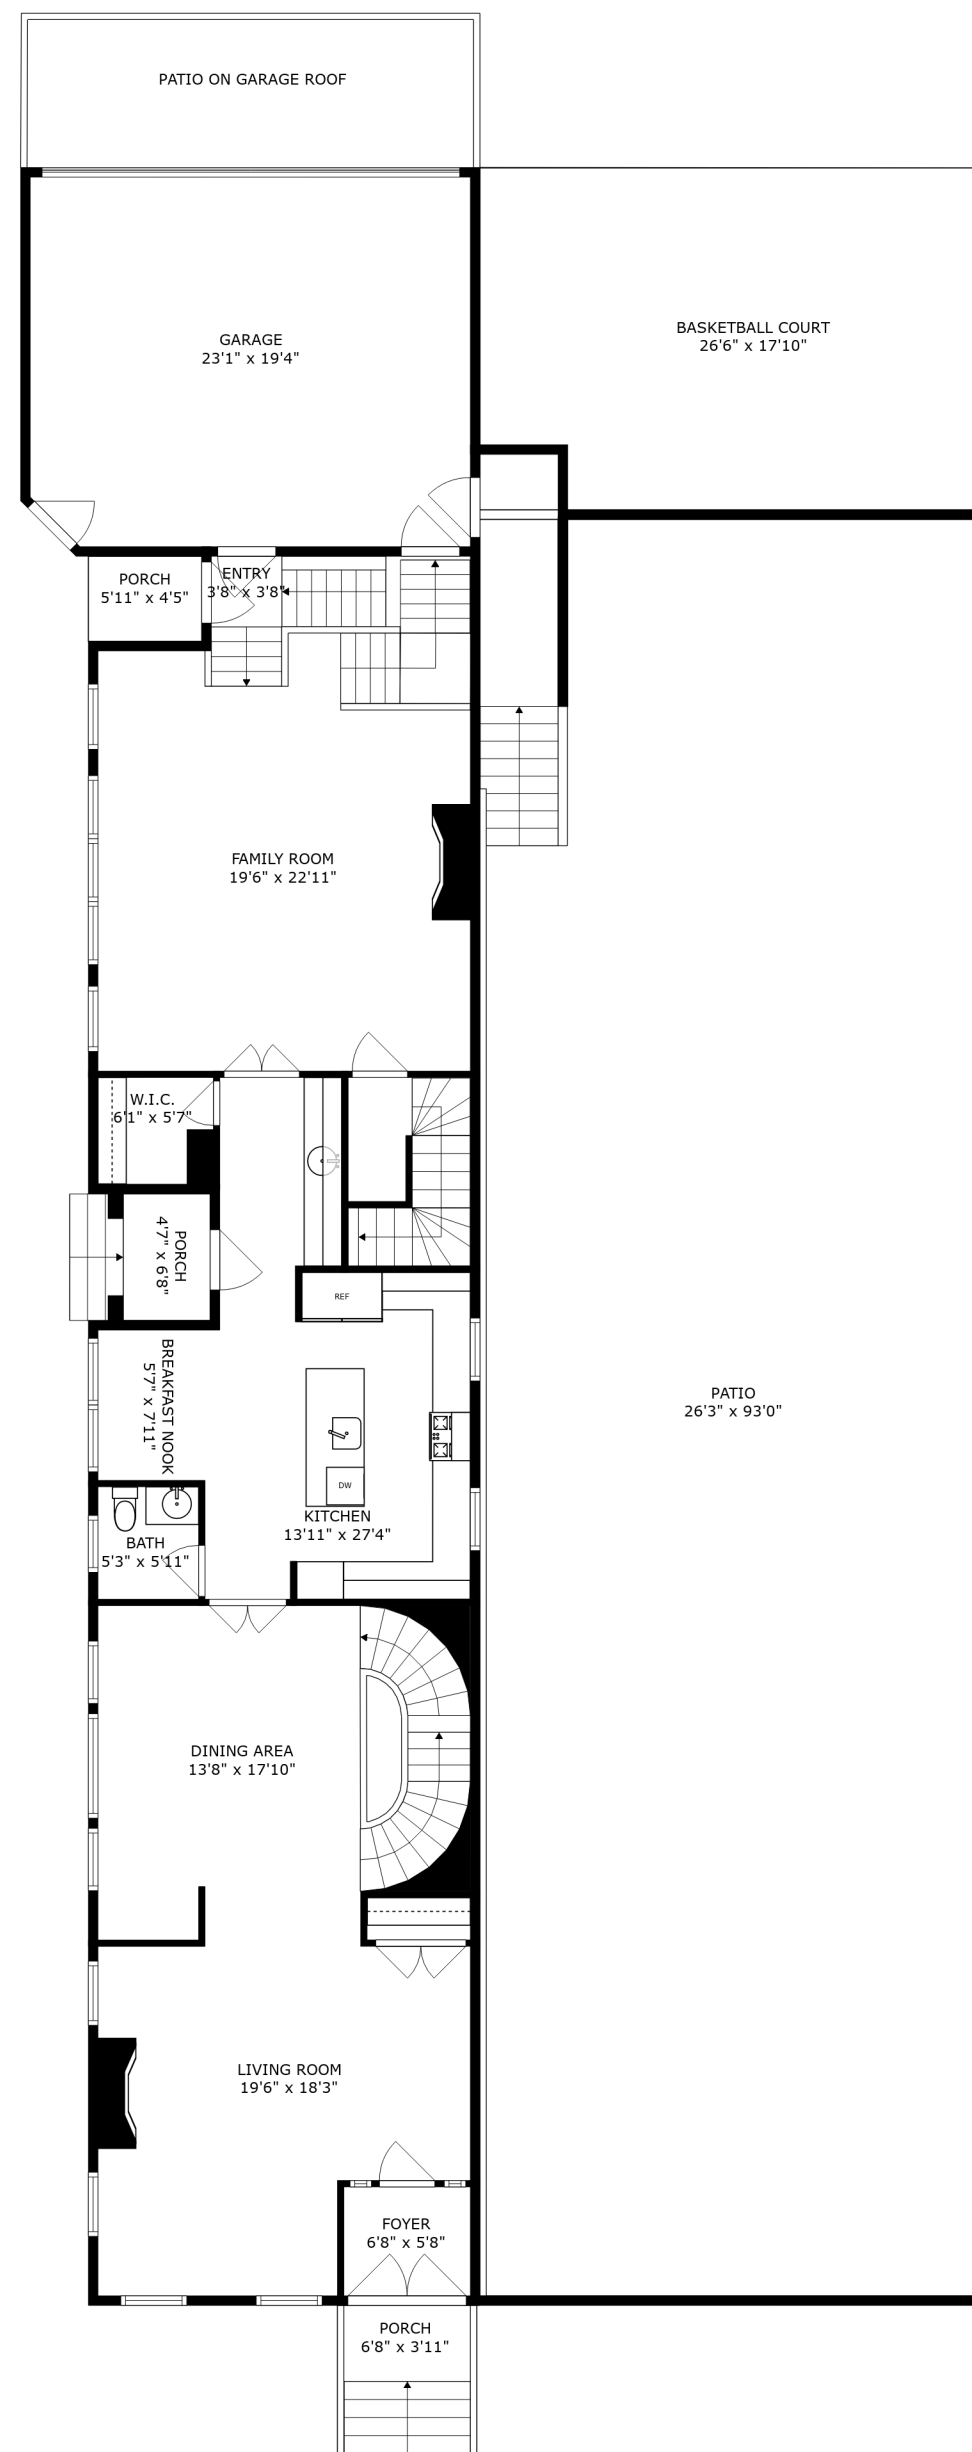 PATIO ON GARAGE ROOF
GARAGE
23'1" x 19'4"
BASKETBALL COURT
26'6" x 17'10"
ENTRY
3'8" x 3'8"
PORCH
5'11" x 4'5"
FAMILY ROOM
19'6" x 22'11"
W.I.C.
6'1" x 5'7"
PORCH
4'7" x 6'8"
REF
BREAKFAST NOOK
5'7" x 7'11"
PATIO
26'3" x 93'0"
DW
KITCHEN
13'11" x 27'4"
BATH
5'3" x 5'11"
DINING AREA
13'8" x 17'10"
LIVING ROOM
19'6" x 18'3"
FOYER
6'8" x 5'8"
PORCH
6'8" x 3'11"